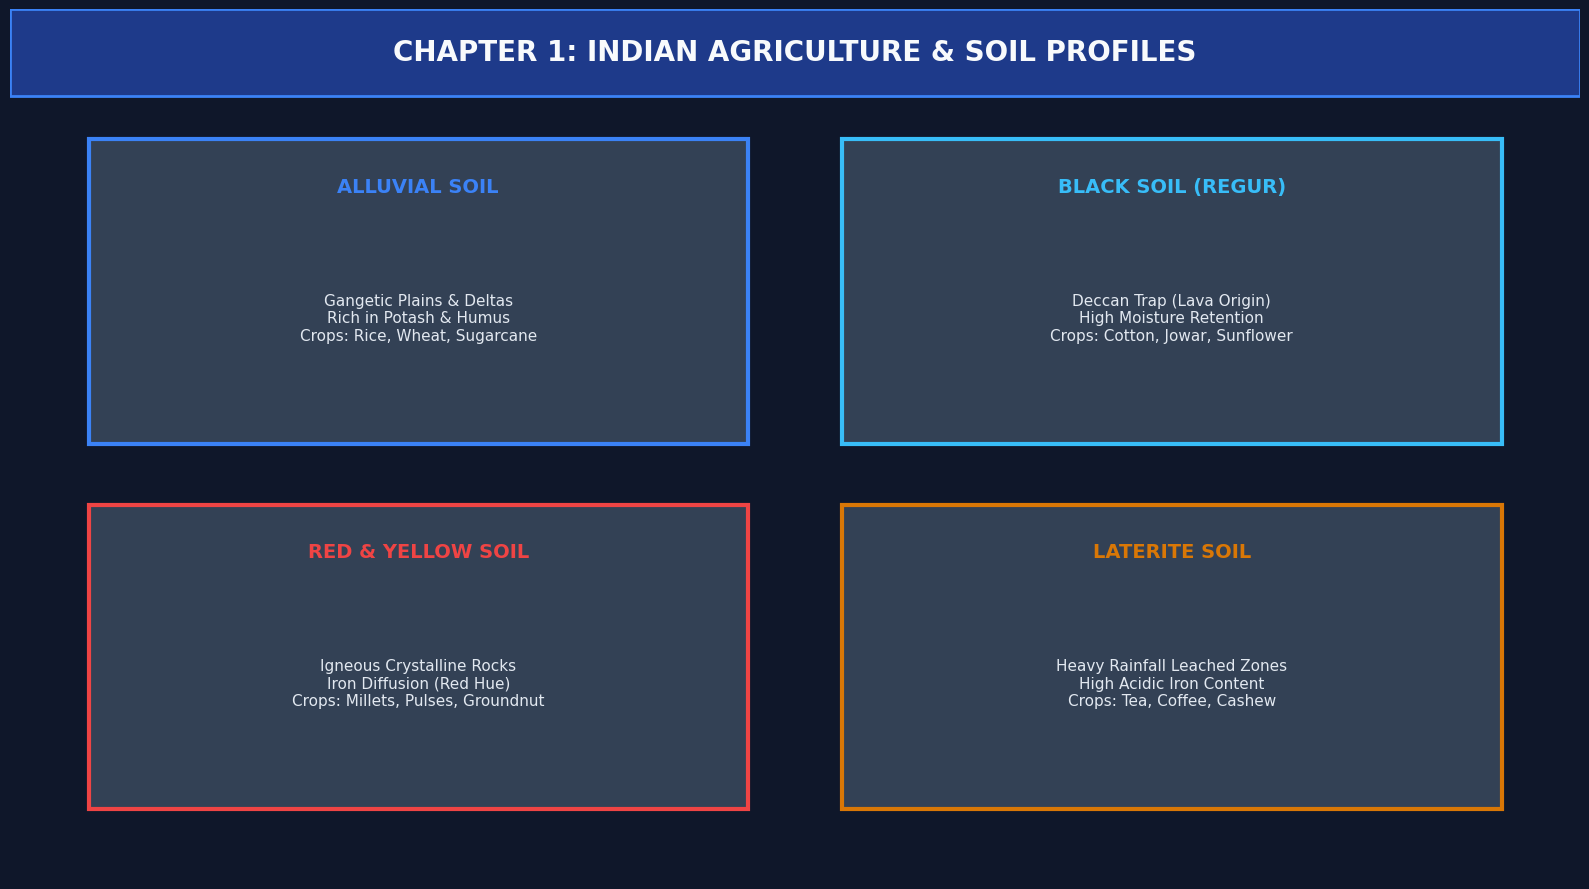 CHAPTER 1: INDIAN AGRICULTURE & SOIL PROFILES
ALLUVIAL SOIL
Gangetic Plains & Deltas
Rich in Potash & Humus
Crops: Rice, Wheat, Sugarcane
BLACK SOIL (REGUR)
Deccan Trap (Lava Origin)
High Moisture Retention
Crops: Cotton, Jowar, Sunflower
RED & YELLOW SOIL
Igneous Crystalline Rocks
Iron Diffusion (Red Hue)
Crops: Millets, Pulses, Groundnut
LATERITE SOIL
Heavy Rainfall Leached Zones
High Acidic Iron Content
Crops: Tea, Coffee, Cashew